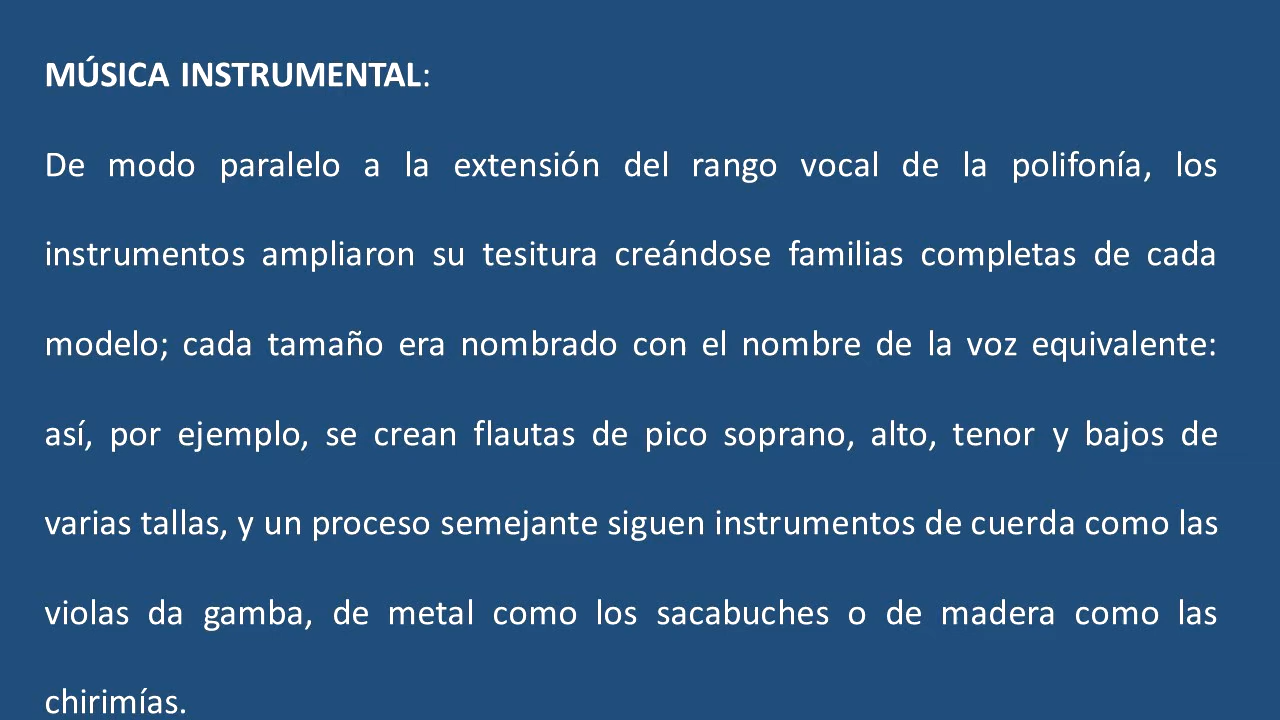 MÚSICA INSTRUMENTAL:
De modo paralelo a la extensión del rango vocal de la polifonía, los
instrumentos ampliaron su tesitura creándose familias completas de cada
modelo; cada tamaño era nombrado con el nombre de la voz equivalente:
así, por ejemplo, se crean flautas de pico soprano, alto, tenor y bajos de
varias tallas, y un proceso semejante siguen instrumentos de cuerda como las
violas da gamba, de metal como los sacabuches o de madera como las
chirimías.